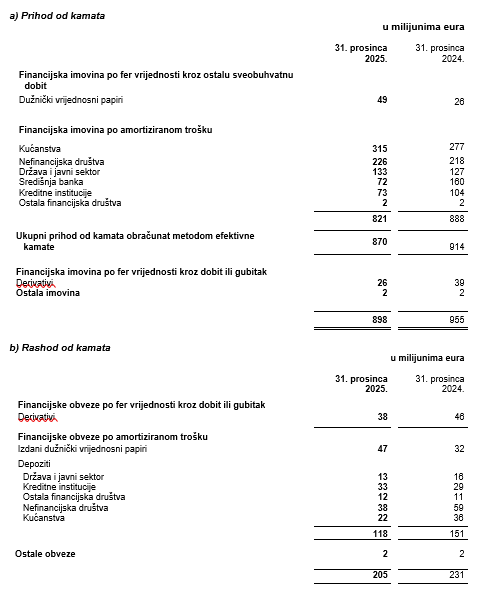 a) Prihod od kamata
u milijunima eura
31. prosinca 31. prosinca
2025. 2024.
Financijska imovina po fer vrijednosti kroz ostalu sveobuhvatnu
dobit
Dužnički vrijednosni papiri 49 26
Financijska imovina po amortiziranom trošku
Kućanstva 315 277
Nefinancijska društva 226 218
Država i javni sektor 133 127
Središnja banka 72 160
Kreditne institucije 73 104
Ostala financijska društva 2 2
821 888
Ukupni prihod od kamata obračunat metodom efektivne
kamate 870 914
Financijska imovina po fer vrijednosti kroz dobit ili gubitak
Derivativi 26 39
Ostala imovina 2 2
898 955
b) Rashod od kamata
u milijunima eura
31. prosinca 31. prosinca
2025. 2024.
Financijske obveze po fer vrijednosti kroz dobit ili gubitak
Derivativi 38 46
Financijske obveze po amortiziranom trošku
Izdani dužnički vrijednosni papiri 47 32
Depoziti
Država i javni sektor 13 16
Kreditne institucije 33 29
Ostala financijska društva 12 11
Nefinancijska društva 38 59
Kućanstva 22 36
118 151
Ostale obveze 2 2
205 231